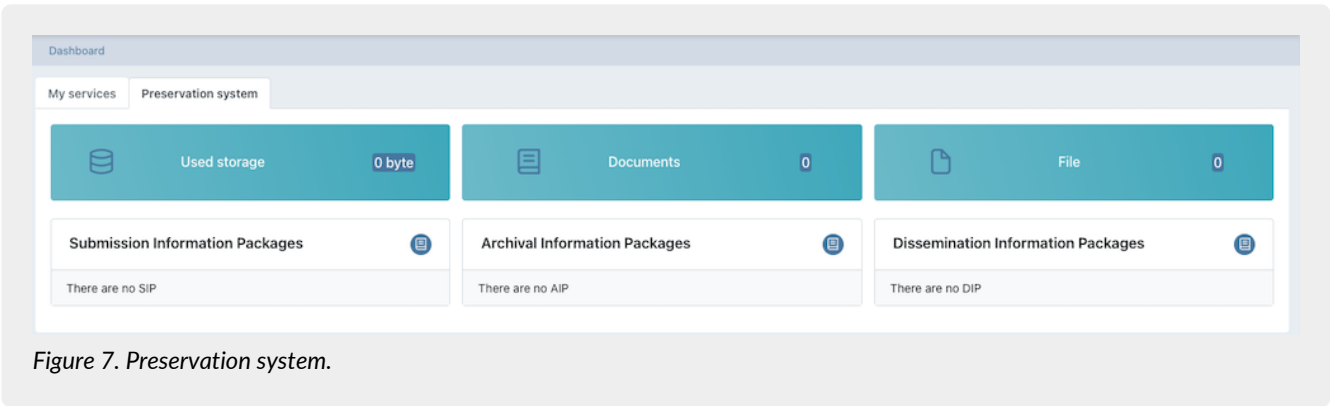 Dashboard
My services Preservation system
Used storage 0 byte Documents 0 File 0
Submission Information Packages Archival Information Packages Dissemination Information Packages
There are no SIP There are no AIP There are no DIP
Figure 7. Preservation system.